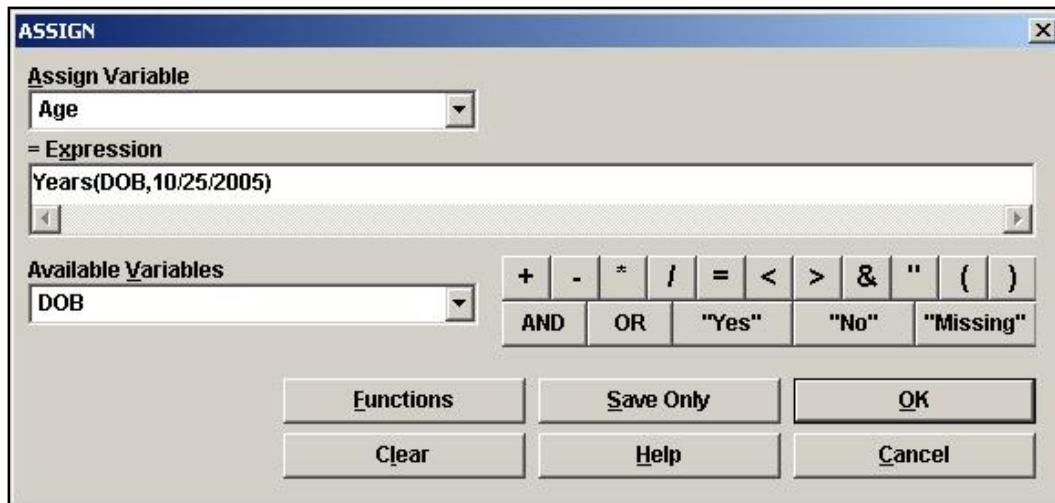 ASSIGN
Assign Variable
Age
= Expression
Years(DOB,10/25/2005)
Available Variables
DOB
+ - * / = < > & " ( )
AND OR "Yes" "No" "Missing"
Functions Save Only OK
Clear Help Cancel